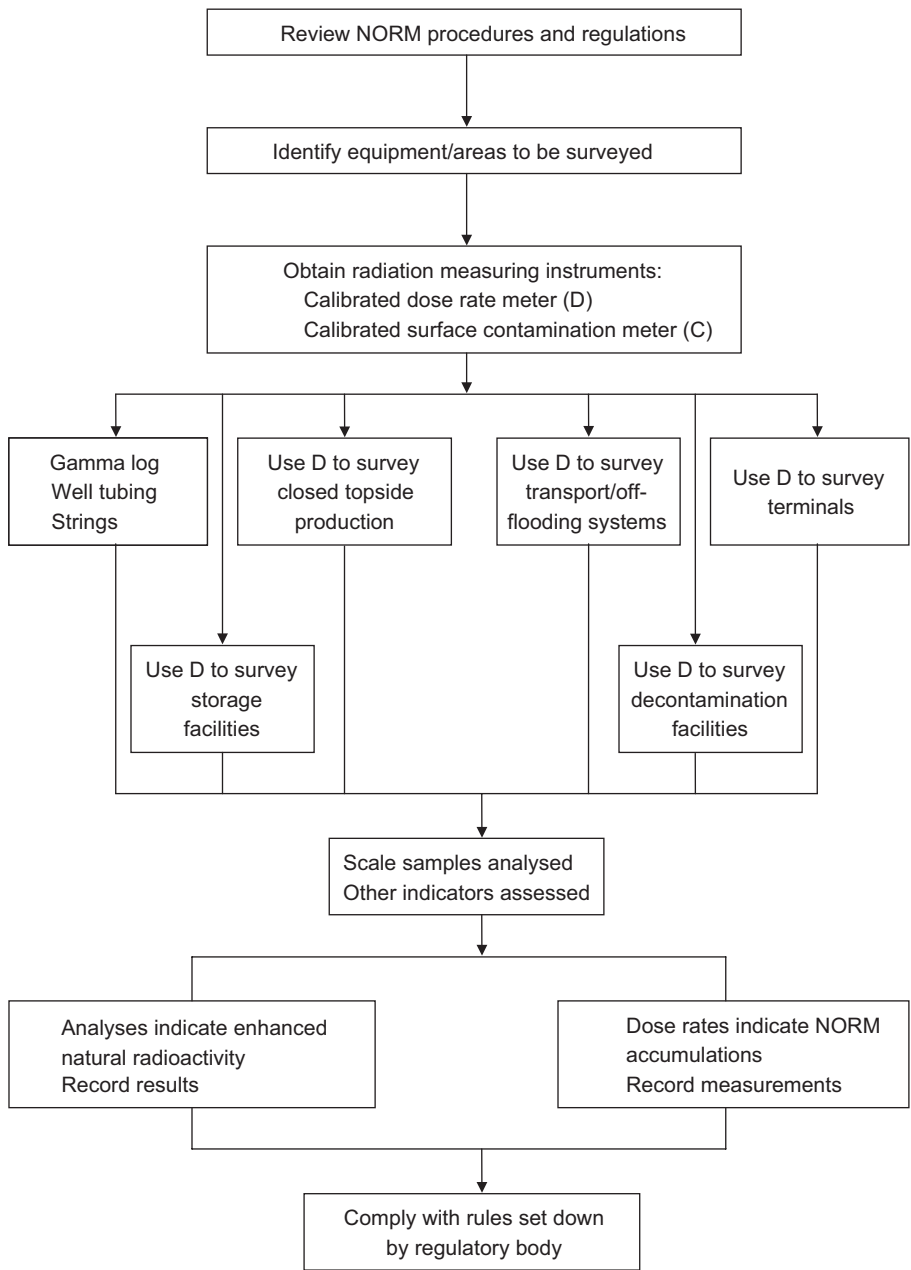 Review NORM procedures and regulations
Identify equipment/areas to be surveyed
Obtain radiation measuring instruments:
Calibrated dose rate meter (D)
Calibrated surface contamination meter (C)
Gamma log
Well tubing
Strings
Use D to survey
closed topside
production
Use D to survey
transport/off-
flooding systems
Use D to survey
terminals
Use D to survey
storage
facilities
Use D to survey
decontamination
facilities
Scale samples analysed
Other indicators assessed
Analyses indicate enhanced
natural radioactivity
Record results
Dose rates indicate NORM
accumulations
Record measurements
Comply with rules set down
by regulatory body